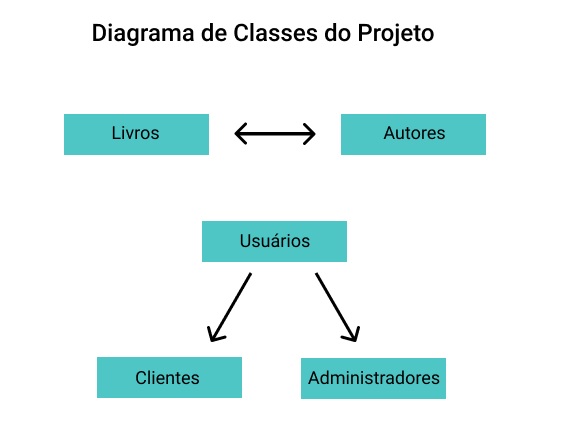 Diagrama de Classes do Projeto
Livros
Autores
Usuários
Clientes
Administradores